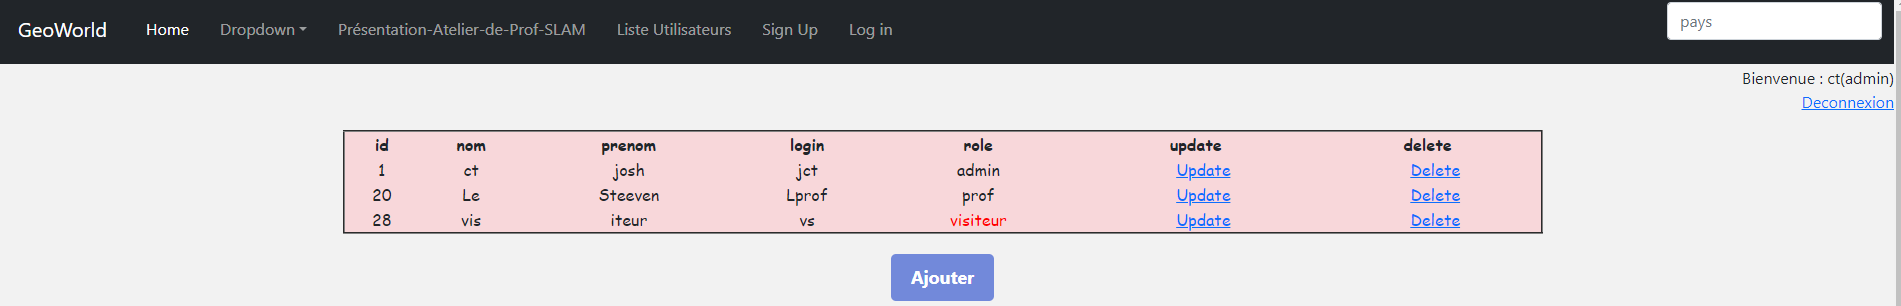 GeoWorld Home Dropdown Présentation-Atelier-de-Prof-SLAM Liste Utilisateurs Sign Up Log in pays
Bienvenue : ct(admin)
Deconnexion
id nom prenom login role update delete
1 ct josh jct admin Update Delete
20 Le Steeven Lprof prof Update Delete
28 vis iteur vs visiteur Update Delete
Ajouter